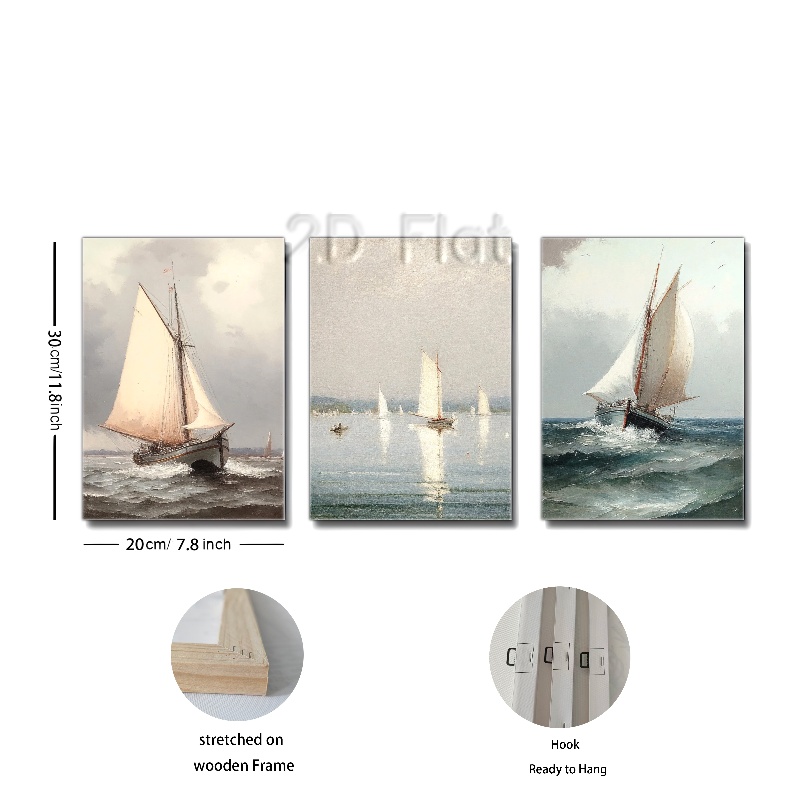 2D Flat
30cm/11.8inch
20cm/ 7.8 inch
stretched on
wooden Frame
Hook
Ready to Hang